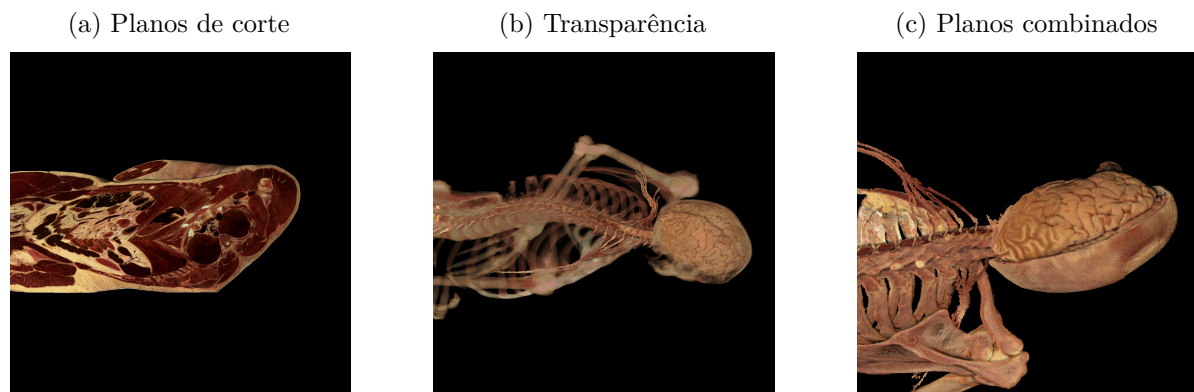 (a) Planos de corte
(b) Transparência
(c) Planos combinados